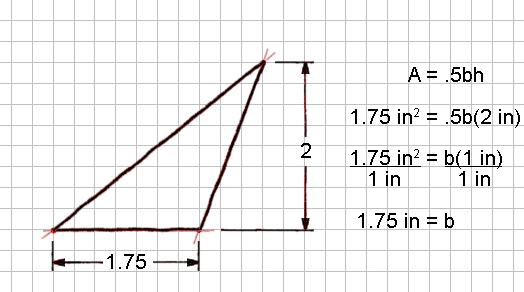 A = .5bh
1.75 in² = .5b(2 in)
1.75 in² = b(1 in)
1 in 1 in
1.75 in = b
2
1.75